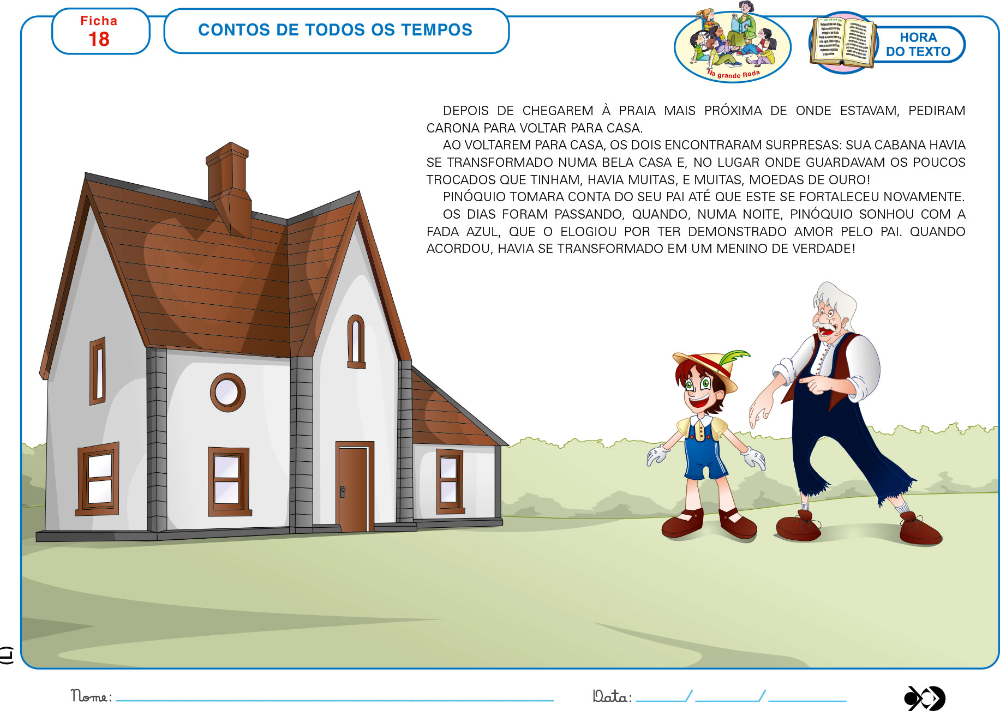 Ficha
18
CONTOS DE TODOS OS TEMPOS
Na grande Roda
HORA
DO TEXTO
DEPOIS DE CHEGAREM À PRAIA MAIS PRÓXIMA DE ONDE ESTAVAM, PEDIRAM
CARONA PARA VOLTAR PARA CASA.
AO VOLTAREM PARA CASA, OS DOIS ENCONTRARAM SURPRESAS: SUA CABANA HAVIA
SE TRANSFORMADO NUMA BELA CASA E, NO LUGAR ONDE GUARDAVAM OS POUCOS
TROCADOS QUE TINHAM, HAVIA MUITAS, E MUITAS, MOEDAS DE OURO!
PINÓQUIO TOMARA CONTA DO SEU PAI ATÉ QUE ESTE SE FORTALECEU NOVAMENTE.
OS DIAS FORAM PASSANDO, QUANDO, NUMA NOITE, PINÓQUIO SONHOU COM A
FADA AZUL, QUE O ELOGIOU POR TER DEMONSTRADO AMOR PELO PAI. QUANDO
ACORDOU, HAVIA SE TRANSFORMADO EM UM MENINO DE VERDADE!
(L)
Nome:
Data: / /